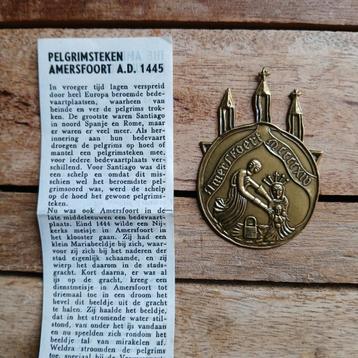 PELGRIMSTEKEN
AMERSFOORT A.D. 1445
In vroeger tijd lagen verspreid
door heel Europa beroemde bede-
vaartplaatsen, waarheen van
heinde en ver de pelgrims trok-
ken. De grootste waren Santiago
in noord Spanje en Rome, maar
er waren er veel meer. Als her-
innering aan hun bedevaart
droegen de pelgrims op hoed of
mantel een pelgrimsteken mee,
voor iedere bedevaartplaats ver-
schillend. Voor Santiago was dit
een schelp en omdat dit mis-
schien wel het beroemdste pel-
grimsoord was, werd de schelp
op de hoed het gewone pelgrims-
teken.
Nu was ook Amersfoort in de
late middeleeuwen een bedevaart-
plaats. Eind 1444 wilde een Nij-
kerks meisje in Amersfoort in
het klooster gaan. Zij had een
klein Mariabeeldje bij zich, waar-
voor zij zich bij het naderen der
stad eigenlijk schaamde, en zij
wierp het daarom in de stads-
gracht. Kort daarna, er was al
ijs op de gracht, kreeg een
dienstmeisje in Amersfoort tot
driemaal toe in een droom het
bevel dit beeldje uit de gracht
te halen. Zij haalde het beeldje,
dat in het stromende water stil-
stond, van onder het ijs vandaan
en nu speelden zich rondom het
beeldje tal van mirakelen af.
Weldra stroomden de pelgrims
Amersfoort MCCCCXLV